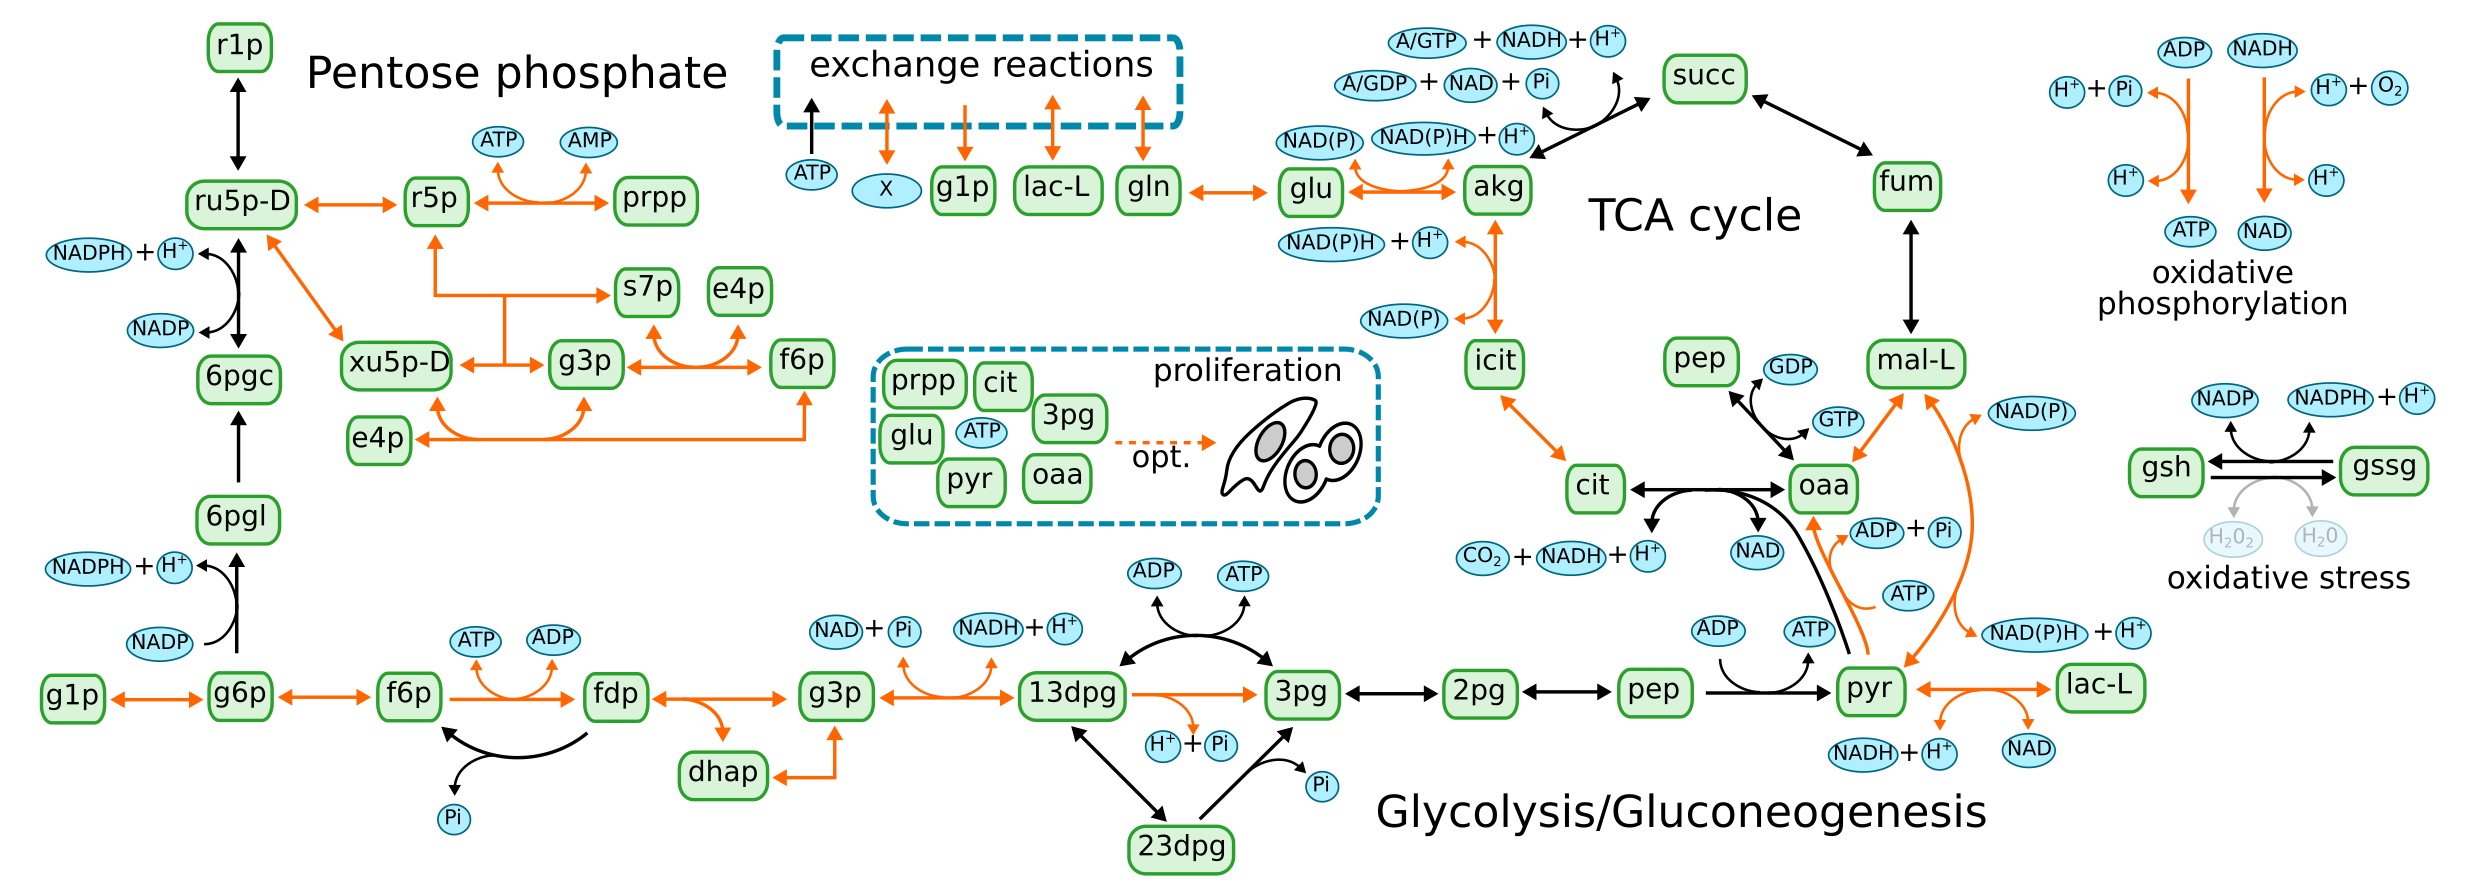 r1p
Pentose phosphate
ATP
AMP
ru5p-D
r5p
prpp
NADPH + H+
NADP
s7p
e4p
6pgc
xu5p-D
g3p
f6p
e4p
6pgl
NADPH + H+
NADP
exchange reactions
ATP
X
g1p
lac-L
gln
glu
akg
A/GTP + NADH + H+
A/GDP + NAD + Pi
NAD(P)
NAD(P)H + H+
succ
fum
TCA cycle
NAD(P)H + H+
NAD(P)
icit
pep
GDP
GTP
mal-L
NAD(P)
cit
oaa
CO2 + NADH + H+
NAD
ADP + Pi
ATP
NAD(P)H + H+
ADP
NADH
H+ + Pi
H+ + O2
H+
H+
ATP
NAD
oxidative
phosphorylation
NADP
NADPH + H+
gsh
gssg
H202
H20
oxidative stress
prpp
cit
proliferation
3pg
glu
ATP
opt.
pyr
oaa
g1p
g6p
f6p
ATP
ADP
fdp
Pi
dhap
g3p
NAD + Pi
NADH + H+
13dpg
ADP
ATP
H+ + Pi
3pg
Pi
23dpg
2pg
pep
ADP
ATP
pyr
lac-L
NADH + H+
NAD
Glycolysis/Gluconeogenesis